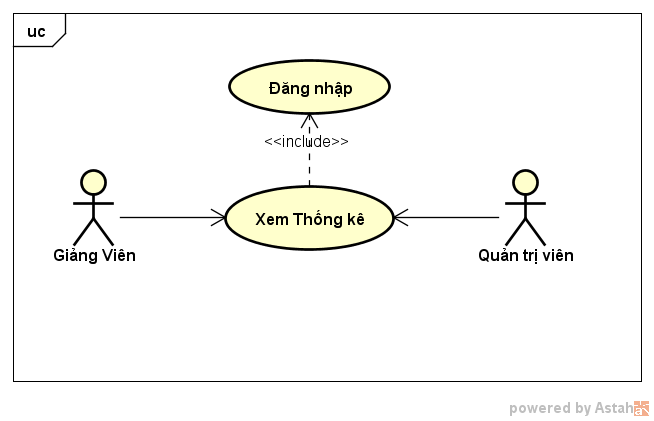 uc
Đăng nhập
<<include>>
Xem Thống kê
Giảng Viên
Quản trị viên
powered by Astah